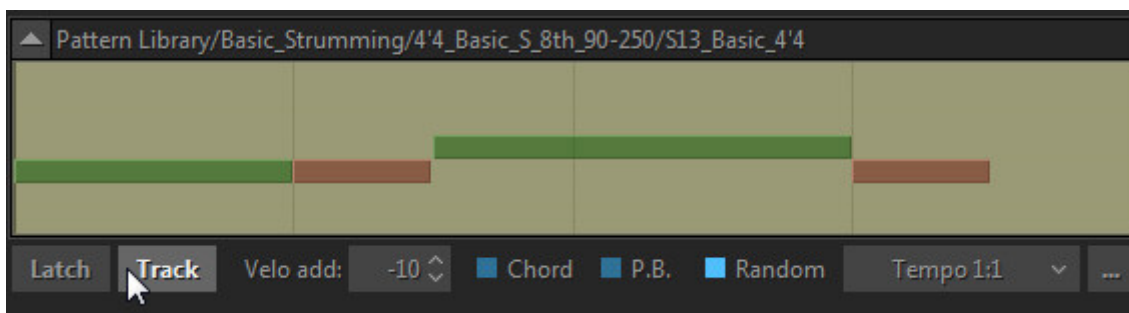 Pattern Library/Basic_Strumming/4'4_Basic_S_8th_90-250/S13_Basic_4'4
Latch Track Velo add: -10 Chord P.B. Random Tempo 1:1 ...